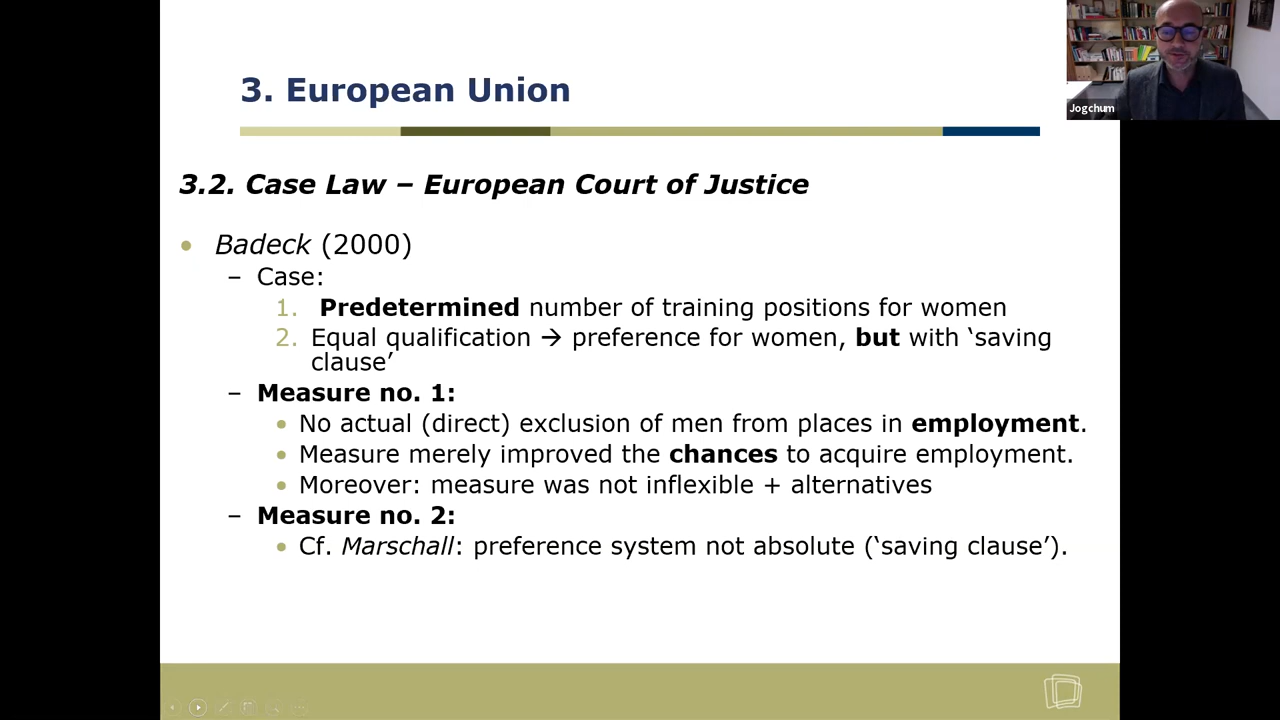 3. European Union
Jogchum
3.2. Case Law – European Court of Justice
• Badeck (2000)
– Case:
1. Predetermined number of training positions for women
2. Equal qualification → preference for women, but with ‘saving
clause’
– Measure no. 1:
• No actual (direct) exclusion of men from places in employment.
• Measure merely improved the chances to acquire employment.
• Moreover: measure was not inflexible + alternatives
– Measure no. 2:
• Cf. Marschall: preference system not absolute (‘saving clause’).